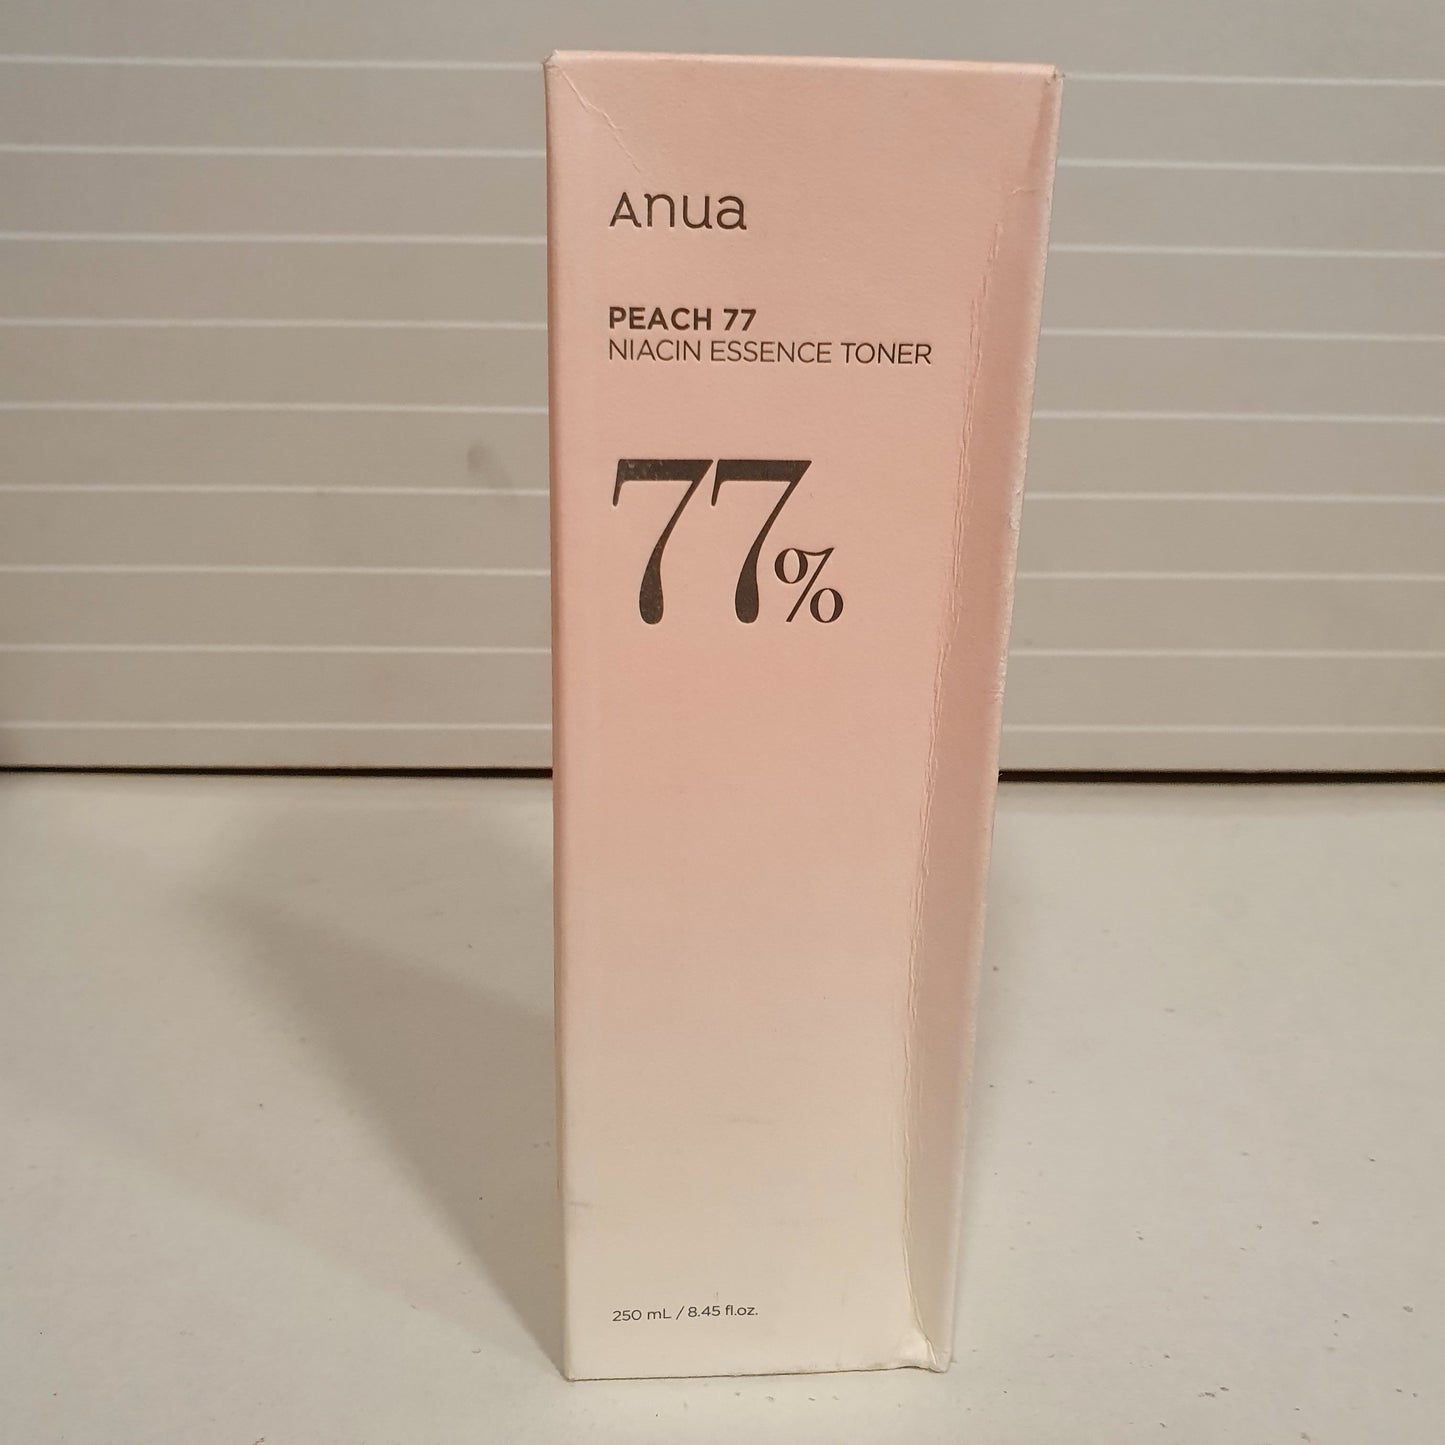 Anua
PEACH 77
NIACIN ESSENCE TONER
77%
250 mL / 8.45 fl.oz.